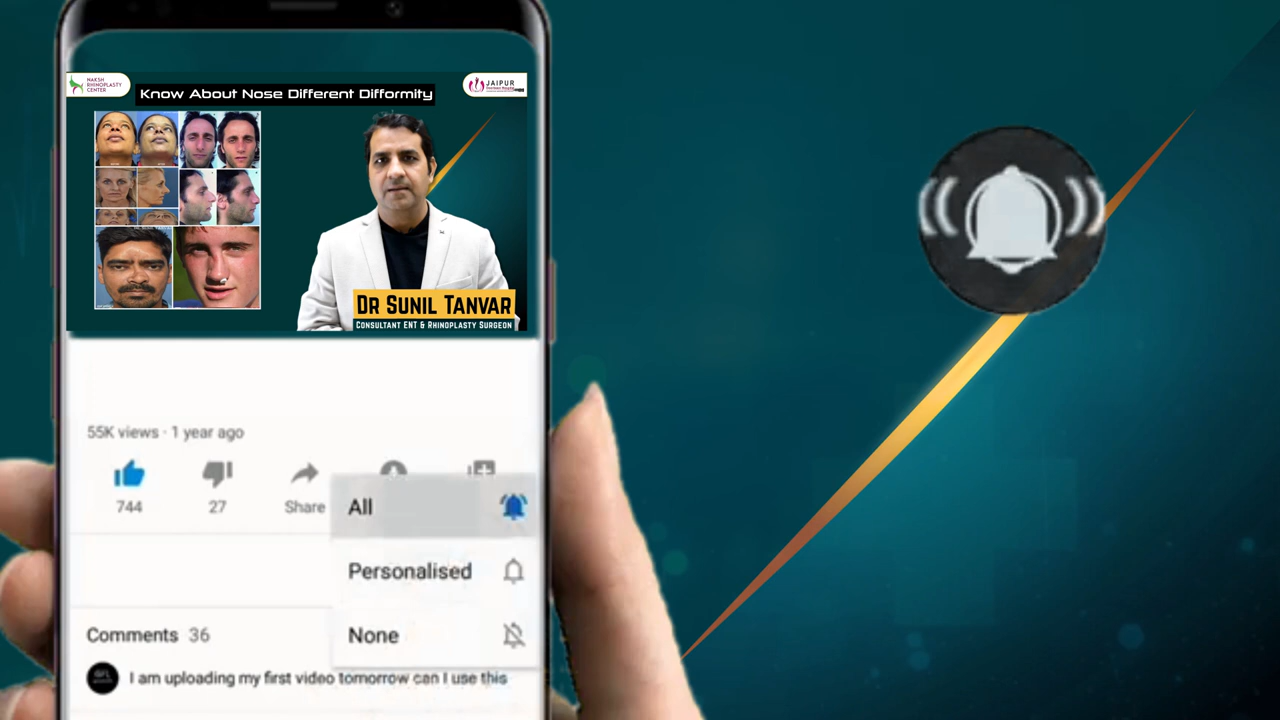 NAKSH
RHINOPLASTY
CENTER
JAIPUR
Know About Nose Different Difformity
DR SUNIL TANVAR
CONSULTANT ENT & RHINOPLASTY SURGEON
55K views · 1 year ago
744
27
Share
All
Personalised
None
Comments 36
I am uploading my first video tomorrow can I use this